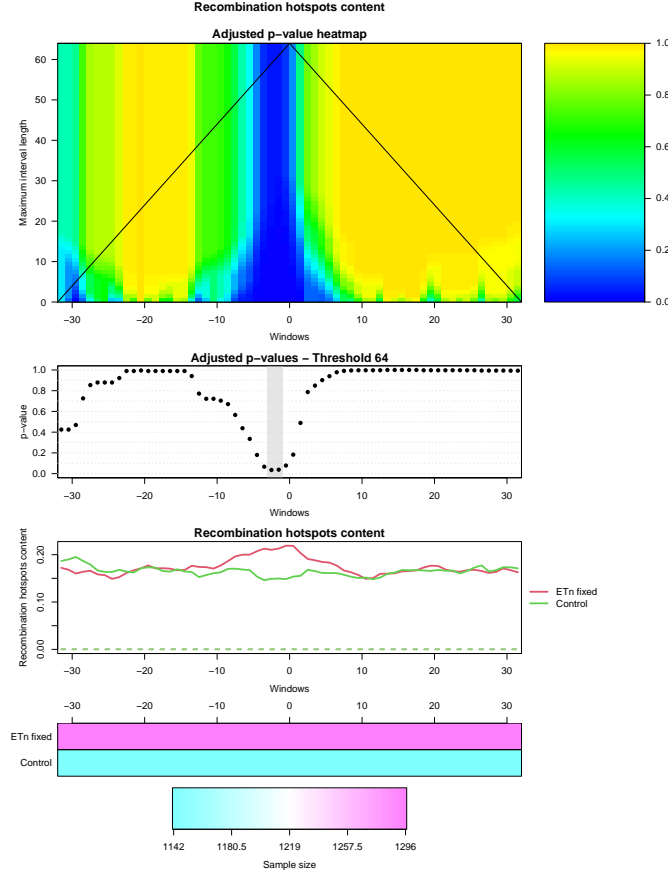 Recombination hotspots content
Adjusted p−value heatmap
Maximum interval length
0 10 20 30 40 50 60
−30 −20 −10 0 10 20 30
Windows
0.0 0.2 0.4 0.6 0.8 1.0
Adjusted p−values − Threshold 64
p−value
0.0 0.2 0.4 0.6 0.8 1.0
−30 −20 −10 0 10 20 30
Windows
Recombination hotspots content
Recombination hotspots content
0.00 0.10 0.20
−30 −20 −10 0 10 20 30
Windows
ETn fixed
Control
−30 −20 −10 0 10 20 30
ETn fixed
Control
1142 1180.5 1219 1257.5 1296
Sample size